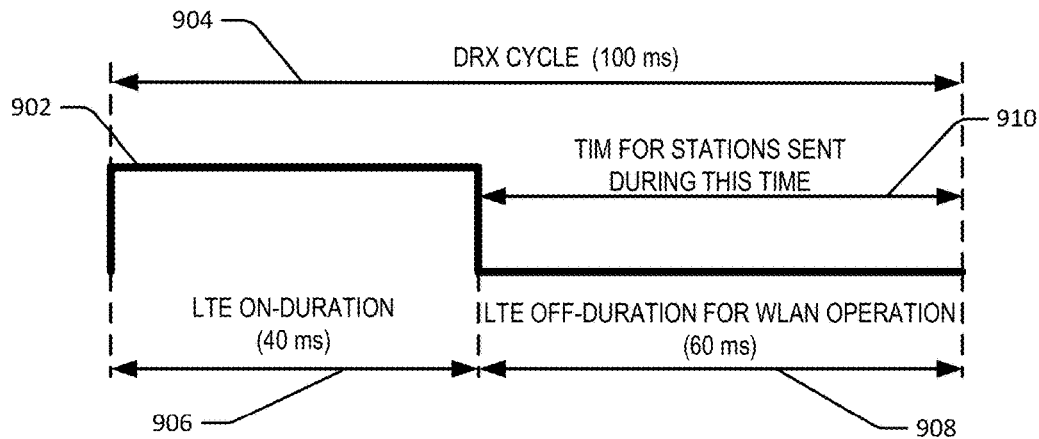 904
DRX CYCLE (100 ms)
902
910
TIM FOR STATIONS SENT
DURING THIS TIME
LTE ON-DURATION
(40 ms)
LTE OFF-DURATION FOR WLAN OPERATION
(60 ms)
906
908